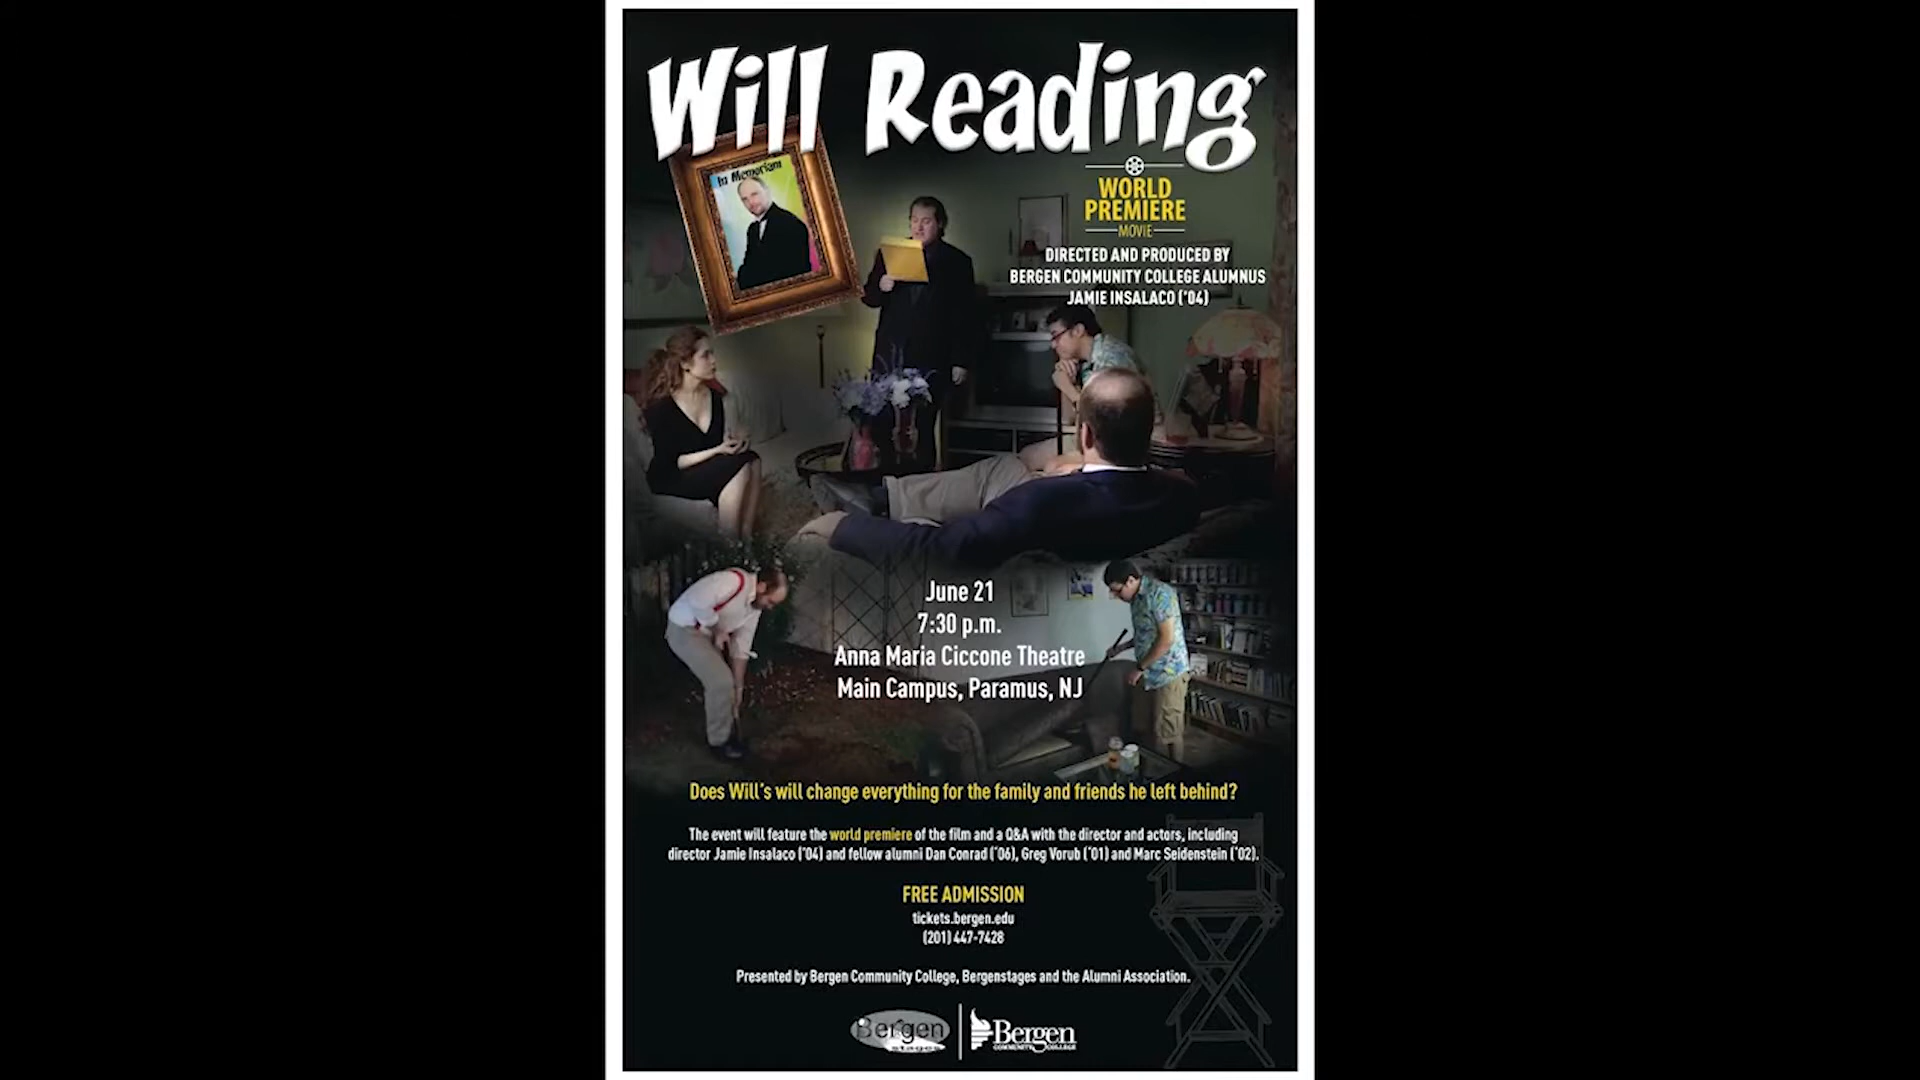 Will Reading
In Memoriam
WORLD
PREMIERE
MOVIE
DIRECTED AND PRODUCED BY
BERGEN COMMUNITY COLLEGE ALUMNUS
JAMIE INSALACO ('04)
June 21
7:30 p.m.
Anna Maria Ciccone Theatre
Main Campus, Paramus, NJ
Does Will's will change everything for the family and friends he left behind?
The event will feature the world premiere of the film and a Q&A with the director and actors, including
director Jamie Insalaco ('04) and fellow alumni Dan Conrad ('06), Greg Vorub ('01) and Marc Seidenstein ('02).
FREE ADMISSION
tickets.bergen.edu
(201) 447-7428
Presented by Bergen Community College, Bergenstages and the Alumni Association.
Bergen
stages
Bergen
COMMUNITY COLLEGE